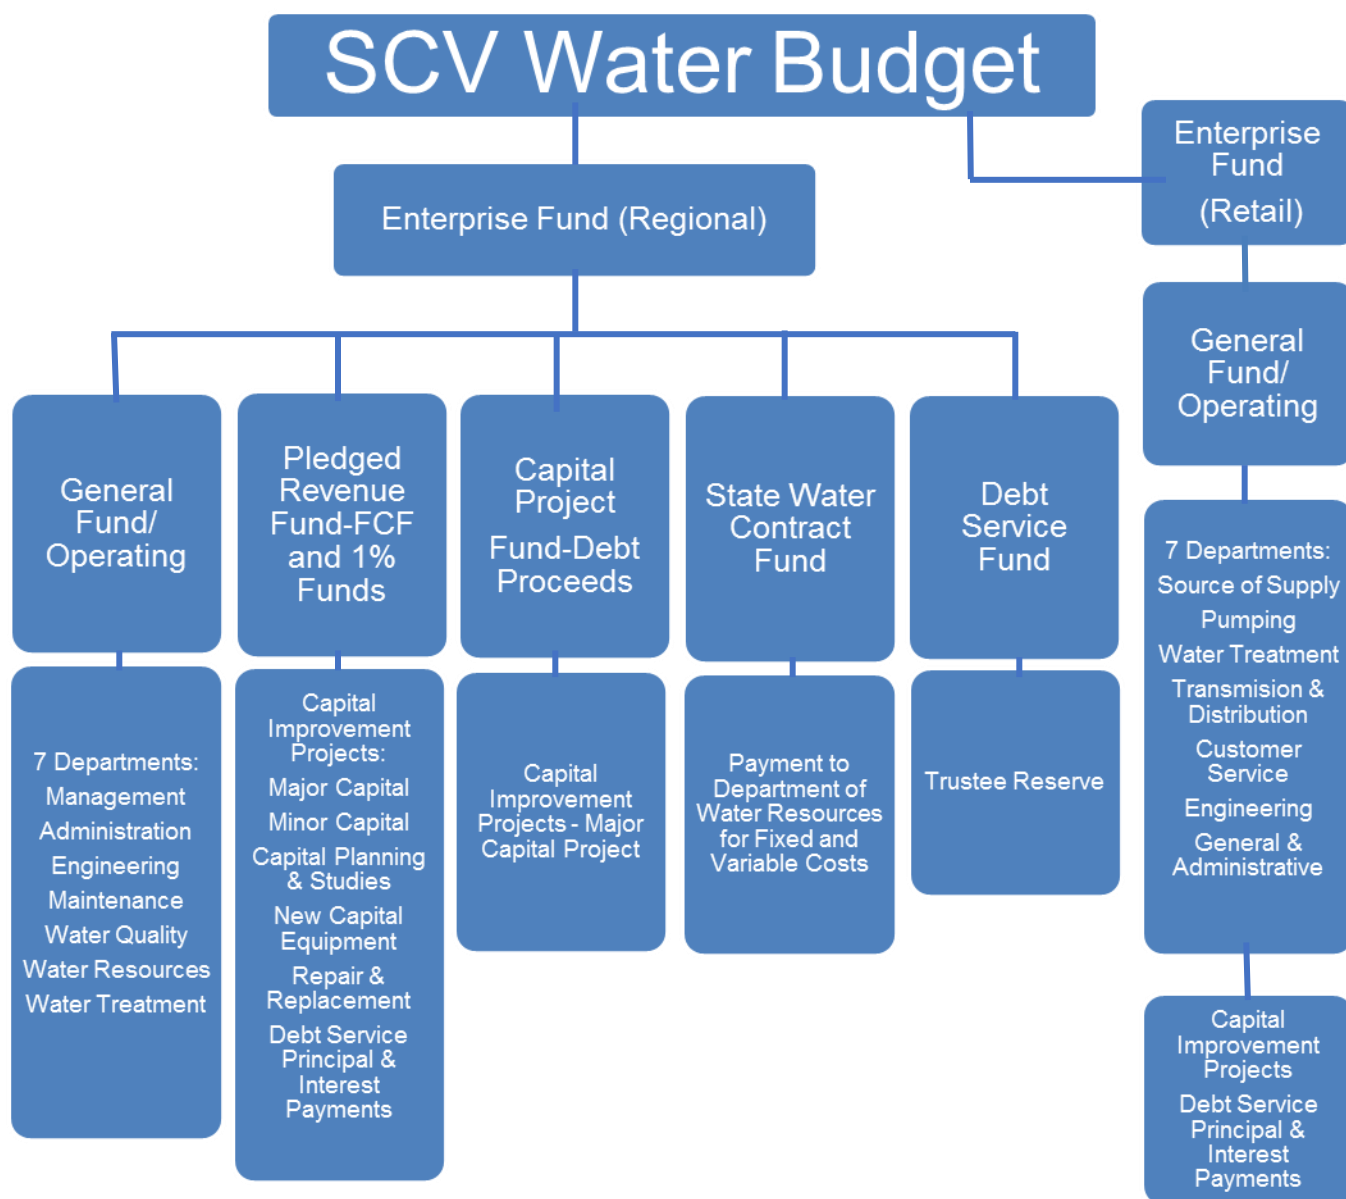 SCV Water Budget
Enterprise Fund (Regional)
Enterprise
Fund
(Retail)
General
Fund/
Operating
Pledged
Revenue
Fund-FCF
and 1%
Funds
Capital
Project
Fund-Debt
Proceeds
State Water
Contract
Fund
Debt
Service
Fund
General
Fund/
Operating
7 Departments:
Management
Administration
Engineering
Maintenance
Water Quality
Water Resources
Water Treatment
Capital
Improvement
Projects:
Major Capital
Minor Capital
Capital Planning
& Studies
New Capital
Equipment
Repair &
Replacement
Debt Service
Principal &
Interest
Payments
Capital
Improvement
Projects - Major
Capital Project
Payment to
Department of
Water Resources
for Fixed and
Variable Costs
Trustee Reserve
7 Departments:
Source of Supply
Pumping
Water Treatment
Transmision &
Distribution
Customer
Service
Engineering
General &
Administrative
Capital
Improvement
Projects
Debt Service
Principal &
Interest
Payments